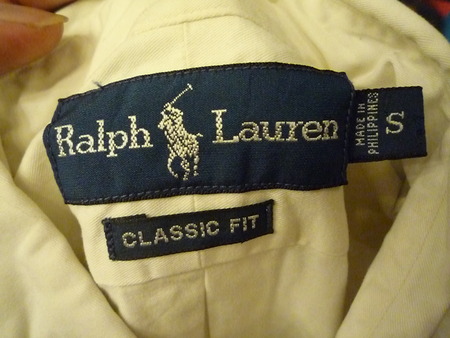 Ralph Lauren
MADE IN
PHILIPPINES
S
CLASSIC FIT